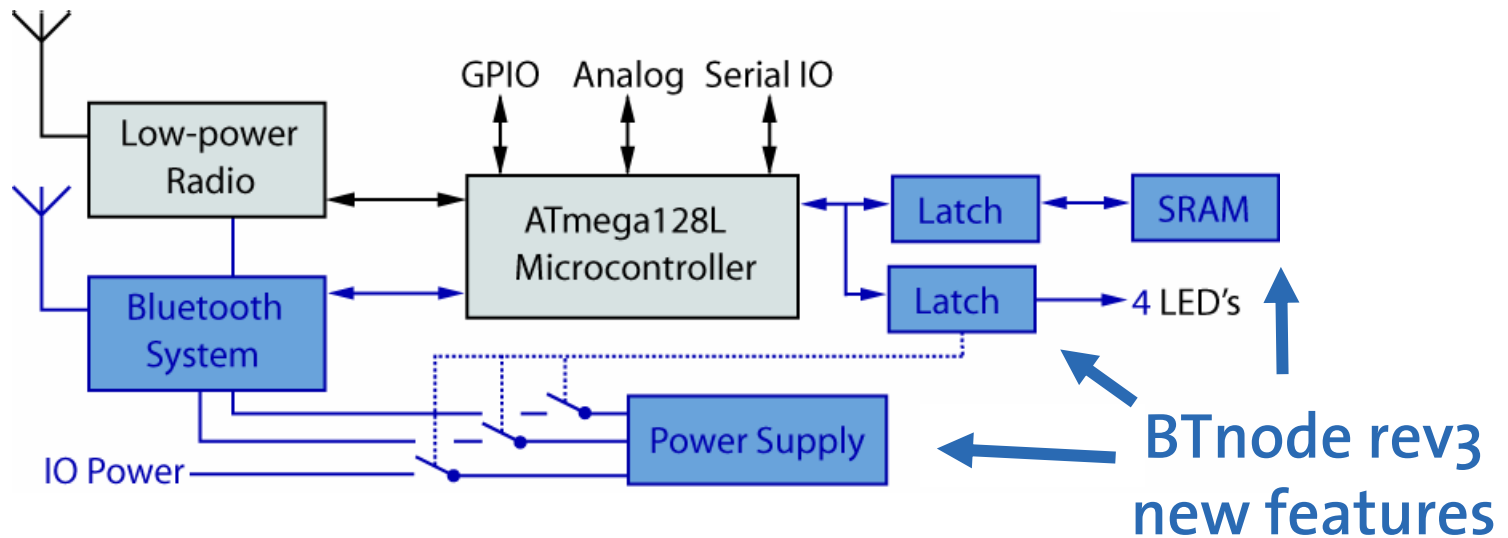 GPIO Analog Serial IO
Low-power
Radio
ATmega128L
Microcontroller
Latch
SRAM
Bluetooth
System
Latch
4 LED's
Power Supply
IO Power
BTnode rev3
new features